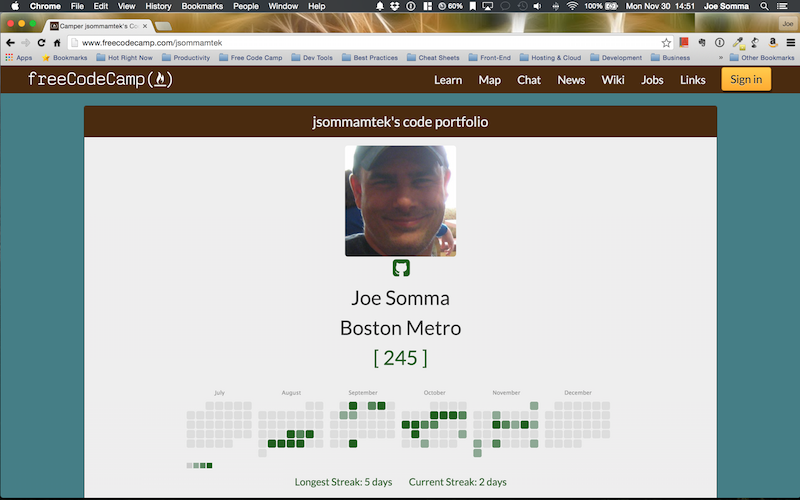 Chrome File Edit View History Bookmarks People Window Help 60% 100% Mon Nov 30 14:51 Joe Somma
Camper jsommamtek's Co Joe
www.freecodecamp.com/jsommamtek
Apps Bookmarks Hot Right Now Productivity Free Code Camp Dev Tools Best Practices Cheat Sheets Front-End Hosting & Cloud Development Business » Other Bookmarks
freeCodeCamp Learn Map Chat News Wiki Jobs Links Sign in
jsommamtek's code portfolio
Joe Somma
Boston Metro
[ 245 ]
July August September October November December
Longest Streak: 5 days Current Streak: 2 days